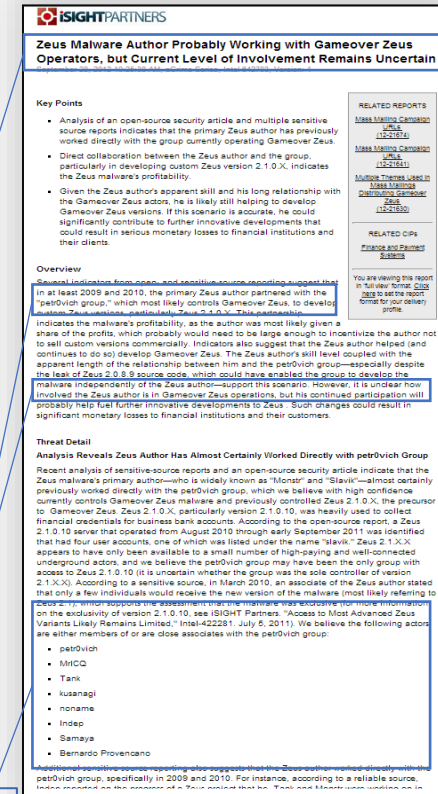 iSIGHTPARTNERS
Zeus Malware Author Probably Working with Gameover Zeus
Operators, but Current Level of Involvement Remains Uncertain
Key Points
• Analysis of an open-source security article and multiple sensitive
source reports indicates that the primary Zeus author has previously
worked directly with the group currently operating Gameover Zeus.
• Direct collaboration between the Zeus author and the group,
particularly in developing custom Zeus version 2.1.0.X, indicates
the Zeus malware's profitability.
• Given the Zeus author's apparent skill and his long relationship with
the Gameover Zeus actors, he is likely still helping to develop
Gameover Zeus versions. If this scenario is accurate, he could
significantly contribute to further innovative developments that
could result in serious monetary losses to financial institutions and
their clients.
RELATED REPORTS
Mass Mailing Campaign
URLs
(12-21674)
Mass Mailing Campaign
URLs
(12-21641)
Multiple Themes Used in
Mass Mailings
Distributing Gameover
Zeus
(12-21630)
RELATED CIPs
Finance and Payment
Systems
You are viewing this report
in 'full view' format. Click
here to set the report
format for your delivery
profile.
Overview
Several indicators from open- and sensitive-source reporting suggest that
in at least 2009 and 2010, the primary Zeus author partnered with the
"petr0vich group," which most likely controls Gameover Zeus, to develop
custom Zeus versions, particularly Zeus 2.1.0.X. This partnership
indicates the malware's profitability, as the author was most likely given a
share of the profits, which probably would need to be large enough to incentivize the author not
to sell custom versions commercially. Indicators also suggest that the Zeus author helped (and
continues to do so) develop Gameover Zeus. The Zeus author's skill level coupled with the
apparent length of the relationship between him and the petr0vich group—especially despite
the leak of Zeus 2.0.8.9 source code, which could have enabled the group to develop the
malware independently of the Zeus author—support this scenario. However, it is unclear how
involved the Zeus author is in Gameover Zeus operations, but his continued participation will
probably help fuel further innovative developments to Zeus . Such changes could result in
significant monetary losses to financial institutions and their customers.
Threat Detail
Analysis Reveals Zeus Author Has Almost Certainly Worked Directly with petr0vich Group
Recent analysis of sensitive-source reports and an open-source security article indicate that the
Zeus malware's primary author—who is widely known as "Monstr" and "Slavik"—almost certainly
previously worked directly with the petr0vich group, which we believe with high confidence
currently controls Gameover Zeus malware and previously controlled Zeus 2.1.0.X, the precursor
to Gameover Zeus. Zeus 2.1.0.X, particularly version 2.1.0.10, was heavily used to collect
financial credentials for business bank accounts. According to the open-source report, a Zeus
2.1.0.10 server that operated from August 2010 through early September 2011 was identified
that had four user accounts, one of which was listed under the name "slavik." Zeus 2.1.X.X
appears to have only been available to a small number of high-paying and well-connected
underground actors, and we believe the petr0vich group may have been the only group with
access to Zeus 2.1.0.10 (it is uncertain whether the group was the sole controller of version
2.1.X.X). According to a sensitive source, in March 2010, an associate of the Zeus author stated
that only a few individuals would receive the new version of the malware (most likely referring to
Zeus 2.1), which supports the assessment that the malware was exclusive (for more information
on the exclusivity of version 2.1.0.10, see iSIGHT Partners. "Access to Most Advanced Zeus
Variants Likely Remains Limited," Intel-422281. July 5, 2011). We believe the following actors
are either members of or are close associates with the petr0vich group:
• petr0vich
• MrICQ
• Tank
• kusanagi
• noname
• Indep
• Samaya
• Bernardo Provencano
Additional sensitive source reporting also suggests that the Zeus author worked directly with the
petr0vich group, specifically in 2009 and 2010. For instance, according to a reliable source,
Indep reported on the progress of a Zeus project that he, Tank and Monstr were working on in